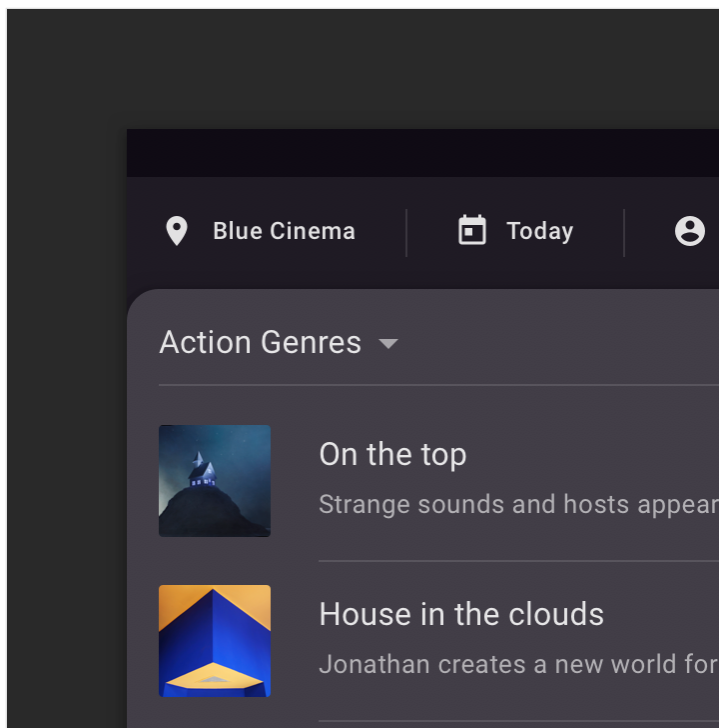 Blue Cinema
Today
Action Genres
On the top
Strange sounds and hosts appear
House in the clouds
Jonathan creates a new world for